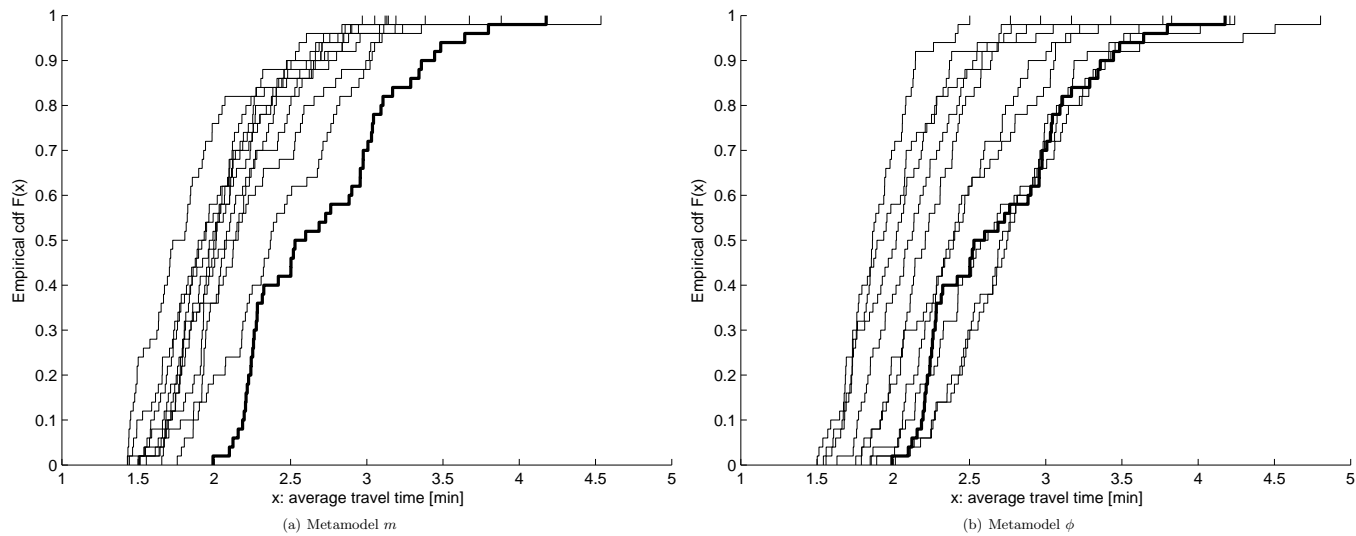 1
0.9
0.8
0.7
0.6
0.5
0.4
0.3
0.2
0.1
0
Empirical cdf F(x)
1 1.5 2 2.5 3 3.5 4 4.5 5
x: average travel time [min]
(a) Metamodel m
1
0.9
0.8
0.7
0.6
0.5
0.4
0.3
0.2
0.1
0
Empirical cdf F(x)
1 1.5 2 2.5 3 3.5 4 4.5 5
x: average travel time [min]
(b) Metamodel ϕ